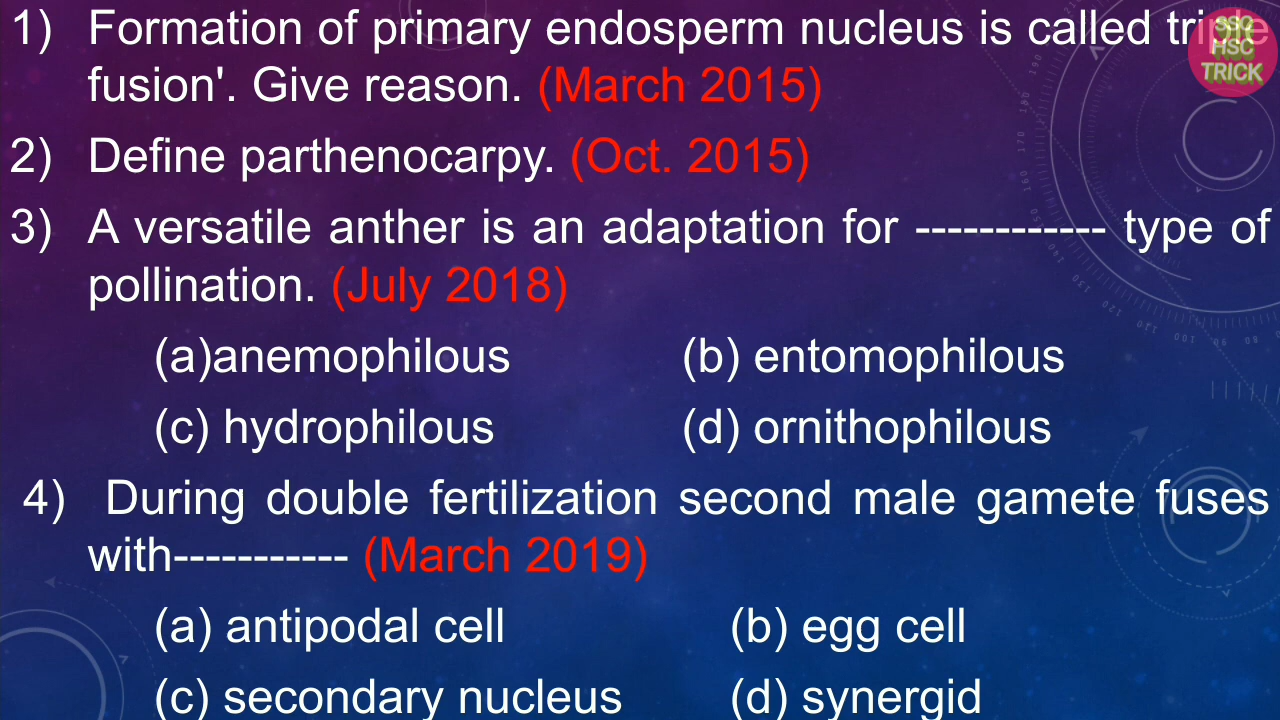 1) Formation of primary endosperm nucleus is called triple
fusion'. Give reason. (March 2015)
2) Define parthenocarpy. (Oct. 2015)
3) A versatile anther is an adaptation for ------------ type of
pollination. (July 2018)
(a)anemophilous (b) entomophilous
(c) hydrophilous (d) ornithophilous
4) During double fertilization second male gamete fuses
with----------- (March 2019)
(a) antipodal cell (b) egg cell
(c) secondary nucleus (d) synergid
SSC
HSC
TRICK